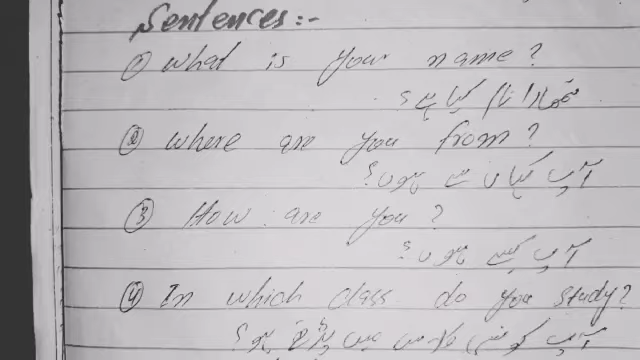 Sentences:-
① What is your name?
تمھارا نام کیا ہے؟
② Where are you from?
آپ کہاں سے ہوں؟
③ How are you?
آپ کیسے ہوں؟
④ In which class do you study?
آپ کونسی کلاس میں پڑھتے ہو؟